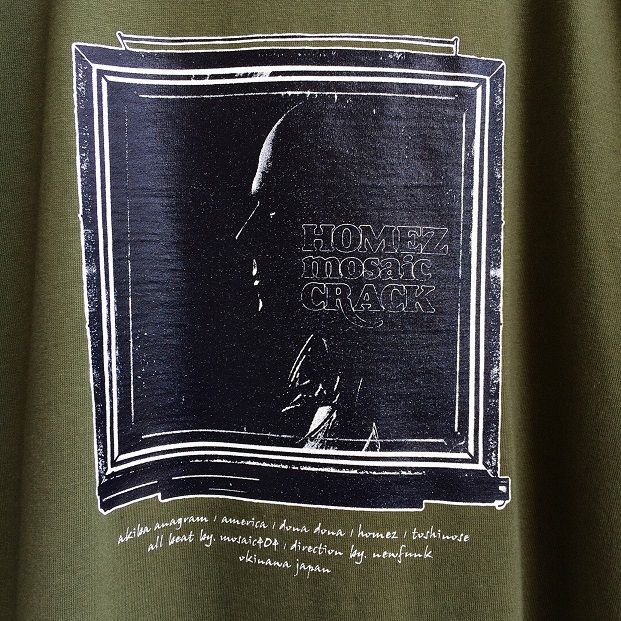 HOMEZ
mosaic
CRACK
akiba anagram / america / dona dona / homez / toshinose
all beat by. mosaic404 / direction by. newfunk
okinawa japan